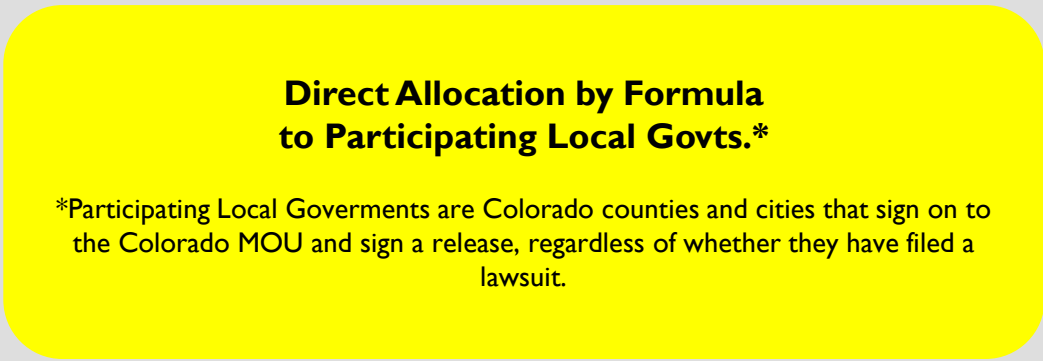 Direct Allocation by Formula
to Participating Local Govts.*
*Participating Local Goverments are Colorado counties and cities that sign on to
the Colorado MOU and sign a release, regardless of whether they have filed a
lawsuit.